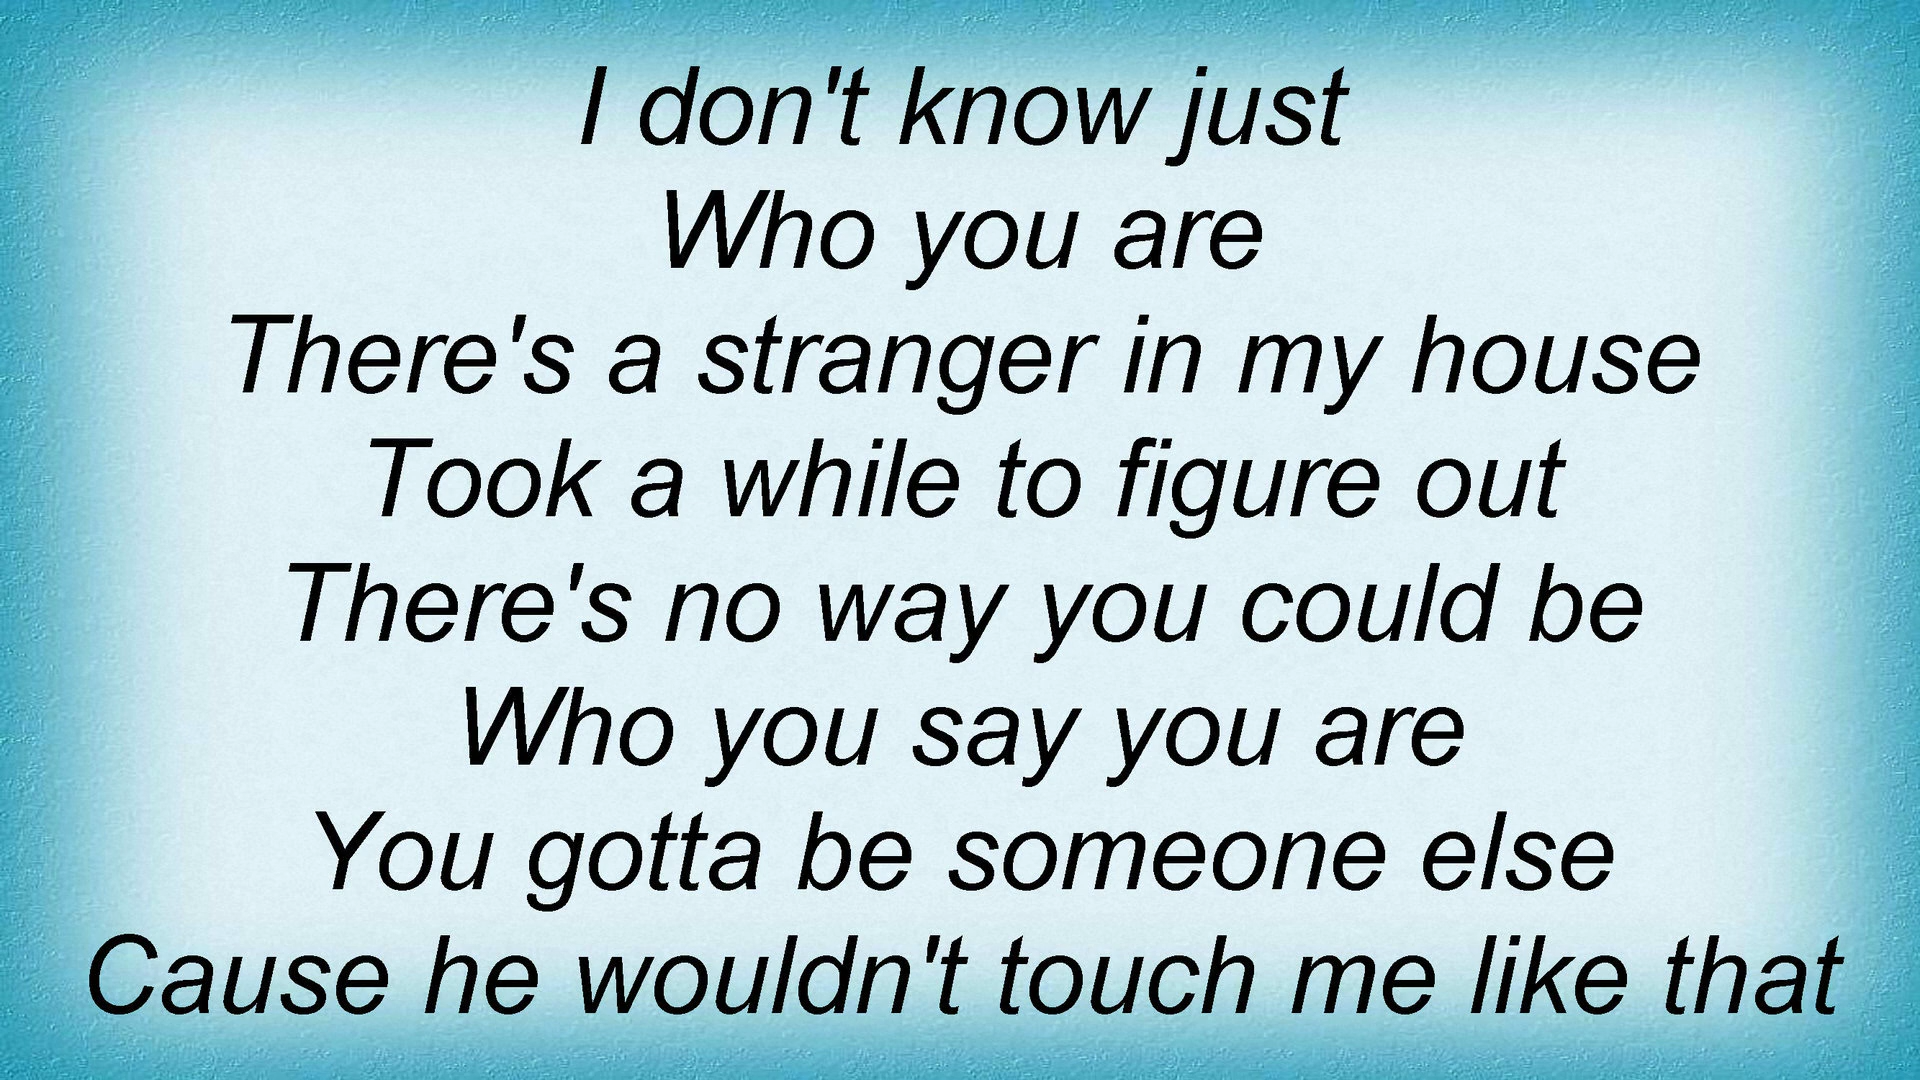 I don't know just
Who you are
There's a stranger in my house
Took a while to figure out
There's no way you could be
Who you say you are
You gotta be someone else
Cause he wouldn't touch me like that